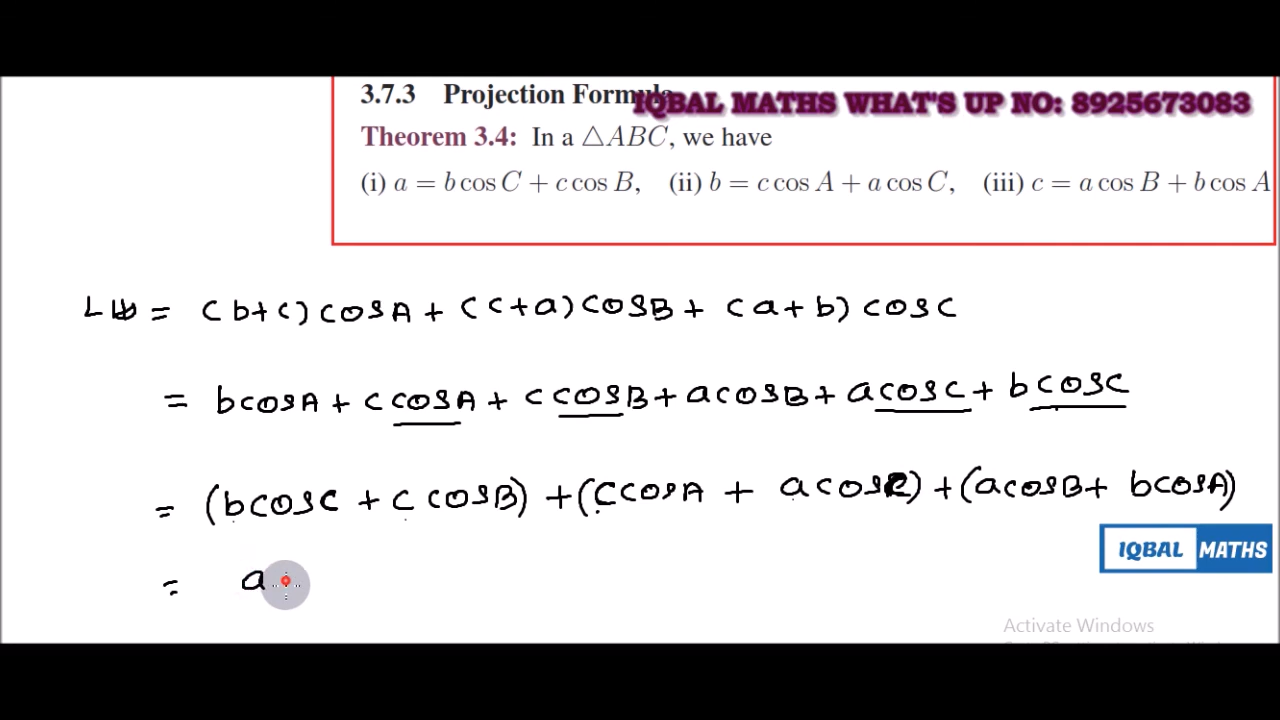 3.7.3 Projection Formula
IQBAL MATHS WHAT'S UP NO: 8925673083
Theorem 3.4: In a △ABC, we have
(i) a = b cos C + c cos B, (ii) b = c cos A + a cos C, (iii) c = a cos B + b cos A
LHS = (b+c) cosA + (c+a) cosB + (a+b) cosC
= bcosA + ccosA + ccosB + acosB + acosC + bcosC
= (bcosC + ccosB) + (ccosA + acosC) + (acosB + bcosA)
IQBAL MATHS
= a
Activate Windows